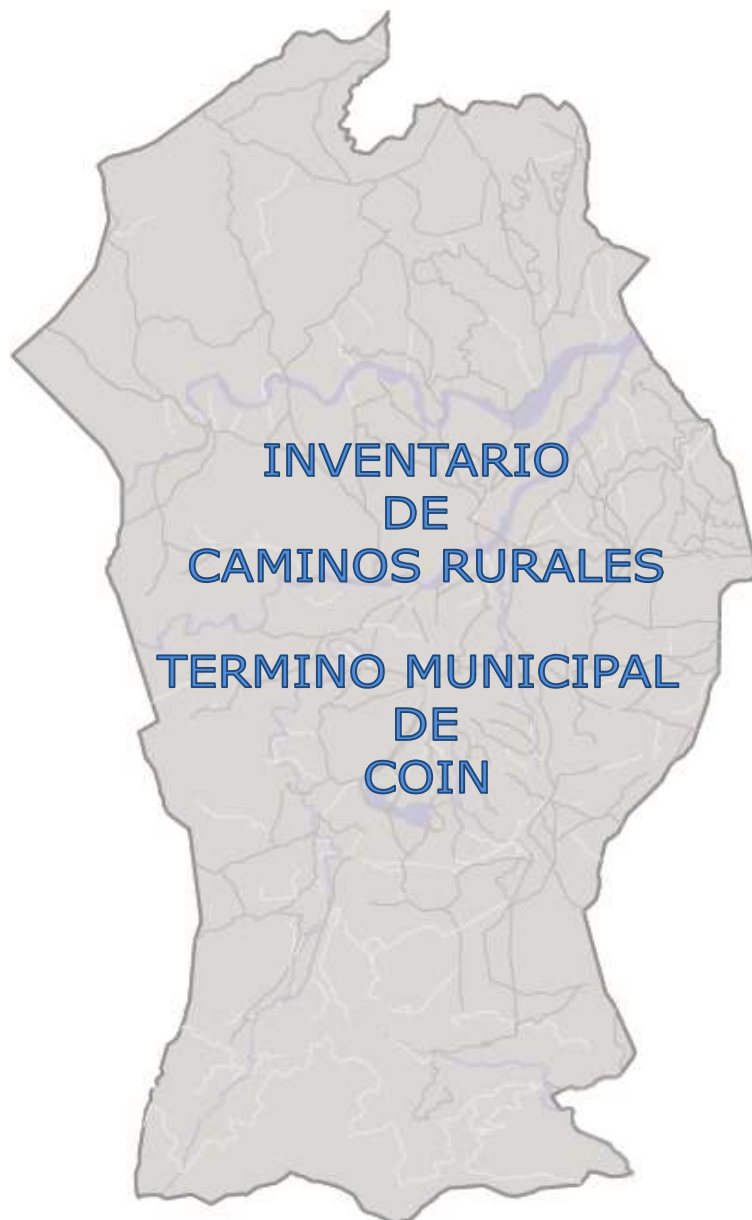 INVENTARIO
DE
CAMINOS RURALES
TERMINO MUNICIPAL
DE
COIN